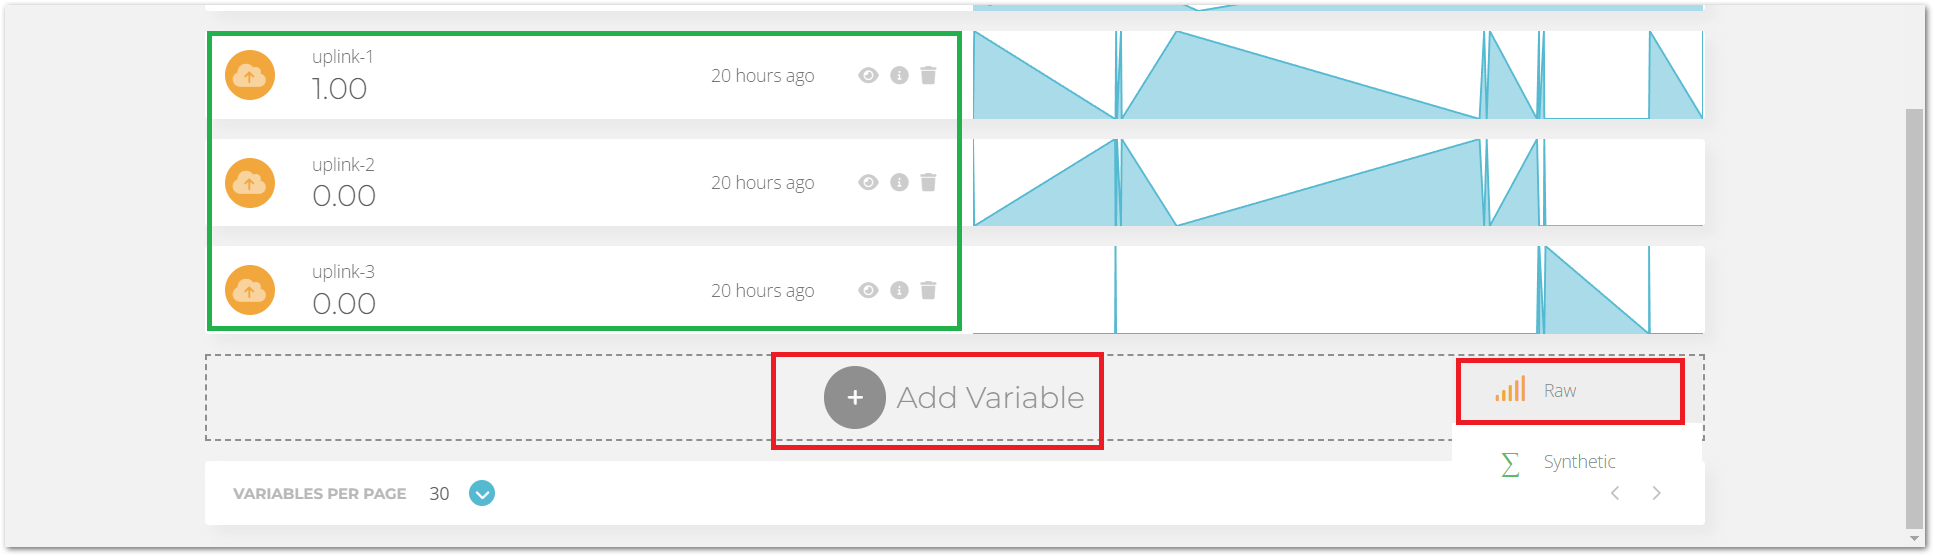 uplink-1
1.00
20 hours ago
uplink-2
0.00
20 hours ago
uplink-3
0.00
20 hours ago
Add Variable
Raw
Synthetic
VARIABLES PER PAGE 30